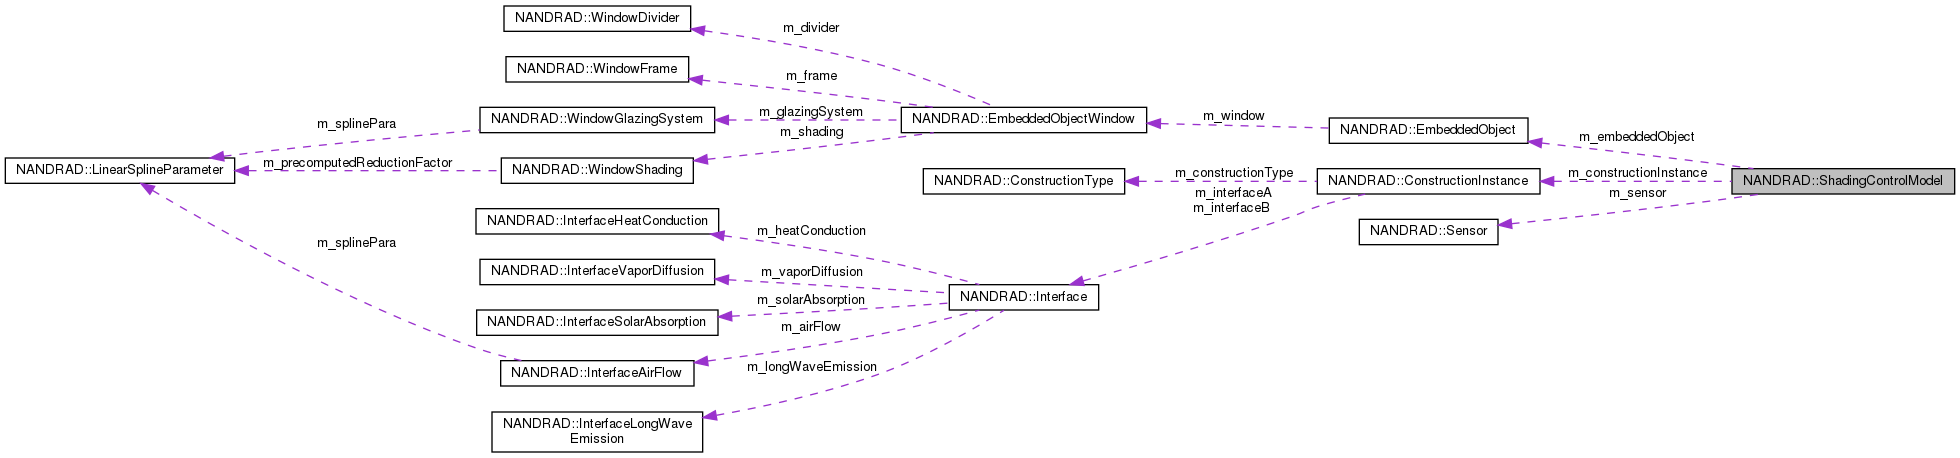 NANDRAD::WindowDivider
m_divider
NANDRAD::WindowFrame
m_frame
NANDRAD::WindowGlazingSystem
m_glazingSystem
NANDRAD::EmbeddedObjectWindow
m_window
NANDRAD::EmbeddedObject
m_embeddedObject
m_splinePara
m_shading
NANDRAD::LinearSplineParameter
m_precomputedReductionFactor
NANDRAD::WindowShading
NANDRAD::ConstructionType
m_constructionType
NANDRAD::ConstructionInstance
m_constructionInstance
NANDRAD::ShadingControlModel
m_interfaceA
m_interfaceB
m_sensor
NANDRAD::Sensor
NANDRAD::InterfaceHeatConduction
m_heatConduction
m_splinePara
NANDRAD::InterfaceVaporDiffusion
m_vaporDiffusion
NANDRAD::Interface
m_solarAbsorption
NANDRAD::InterfaceSolarAbsorption
m_airFlow
NANDRAD::InterfaceAirFlow
m_longWaveEmission
NANDRAD::InterfaceLongWave
Emission